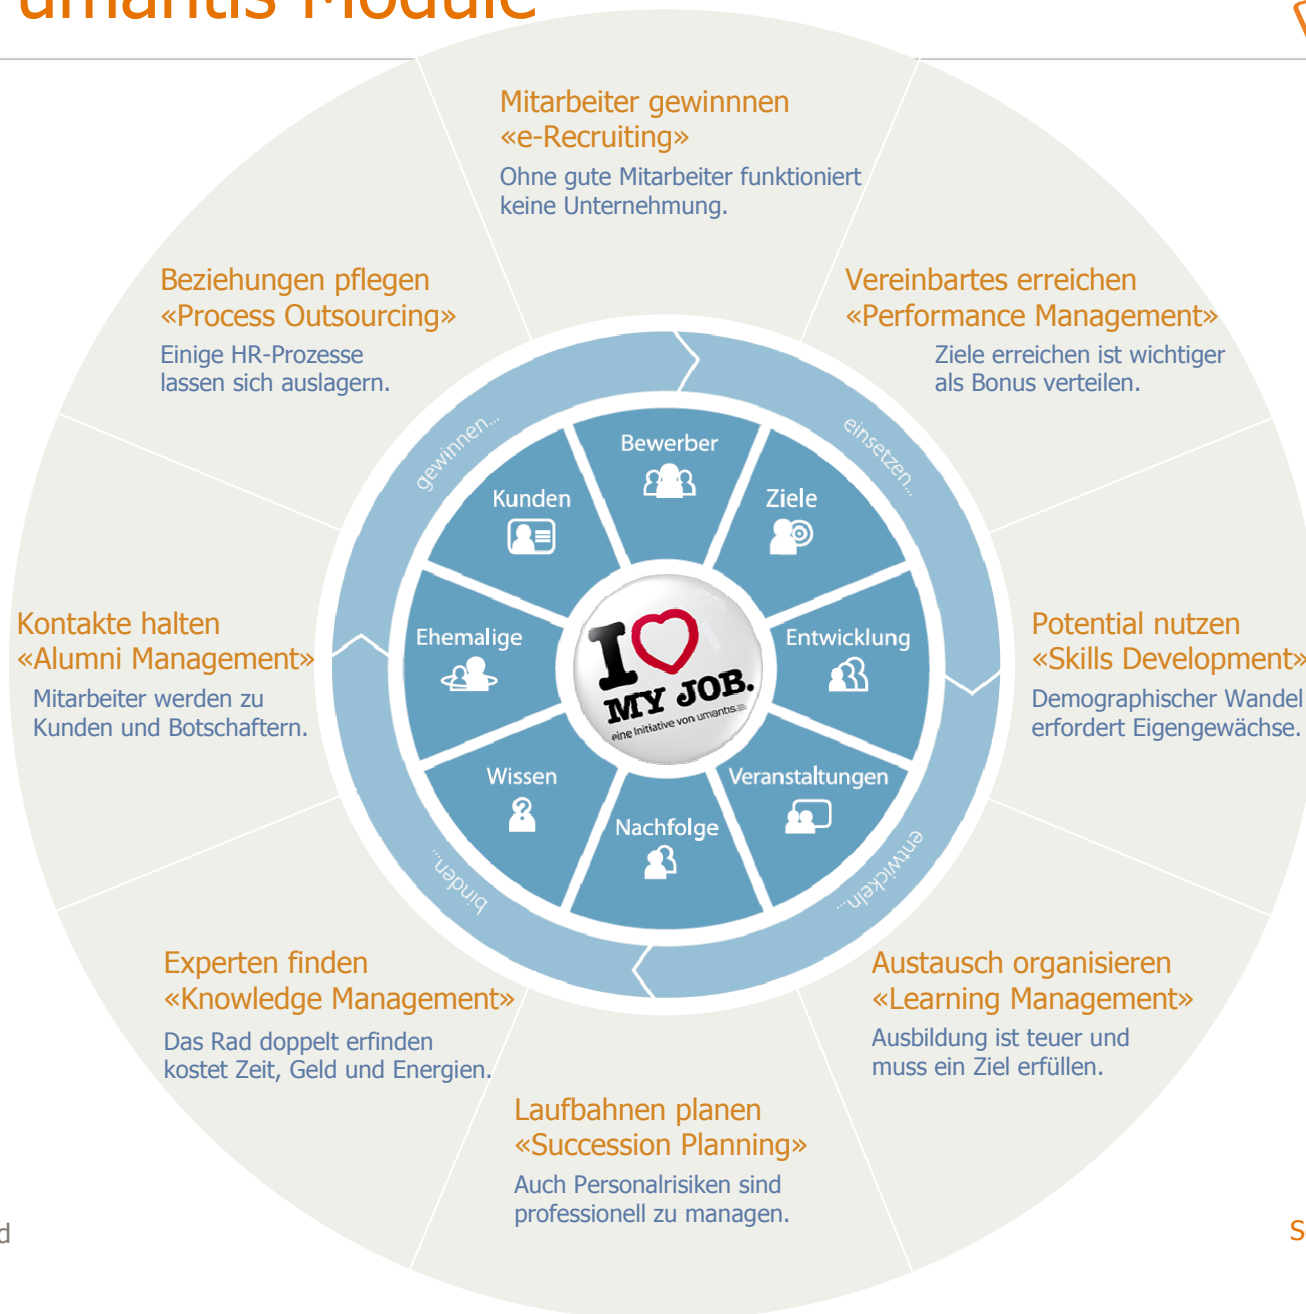 umantis Module
Mitarbeiter gewinnnen
«e-Recruiting»
Ohne gute Mitarbeiter funktioniert
keine Unternehmung.
Beziehungen pflegen
«Process Outsourcing»
Einige HR-Prozesse
lassen sich auslagern.
Vereinbartes erreichen
«Performance Management»
Ziele erreichen ist wichtiger
als Bonus verteilen.
gewinnen...
einsetzen...
Bewerber
Kunden
Ziele
Ehemalige
Entwicklung
I
MY JOB.
eine Initiative von umantis
Wissen
Veranstaltungen
Nachfolge
...binden
...entwickeln
Kontakte halten
«Alumni Management»
Mitarbeiter werden zu
Kunden und Botschaftern.
Potential nutzen
«Skills Development»
Demographischer Wandel
erfordert Eigengewächse.
Experten finden
«Knowledge Management»
Das Rad doppelt erfinden
kostet Zeit, Geld und Energien.
Austausch organisieren
«Learning Management»
Ausbildung ist teuer und
muss ein Ziel erfüllen.
Laufbahnen planen
«Succession Planning»
Auch Personalrisiken sind
professionell zu managen.